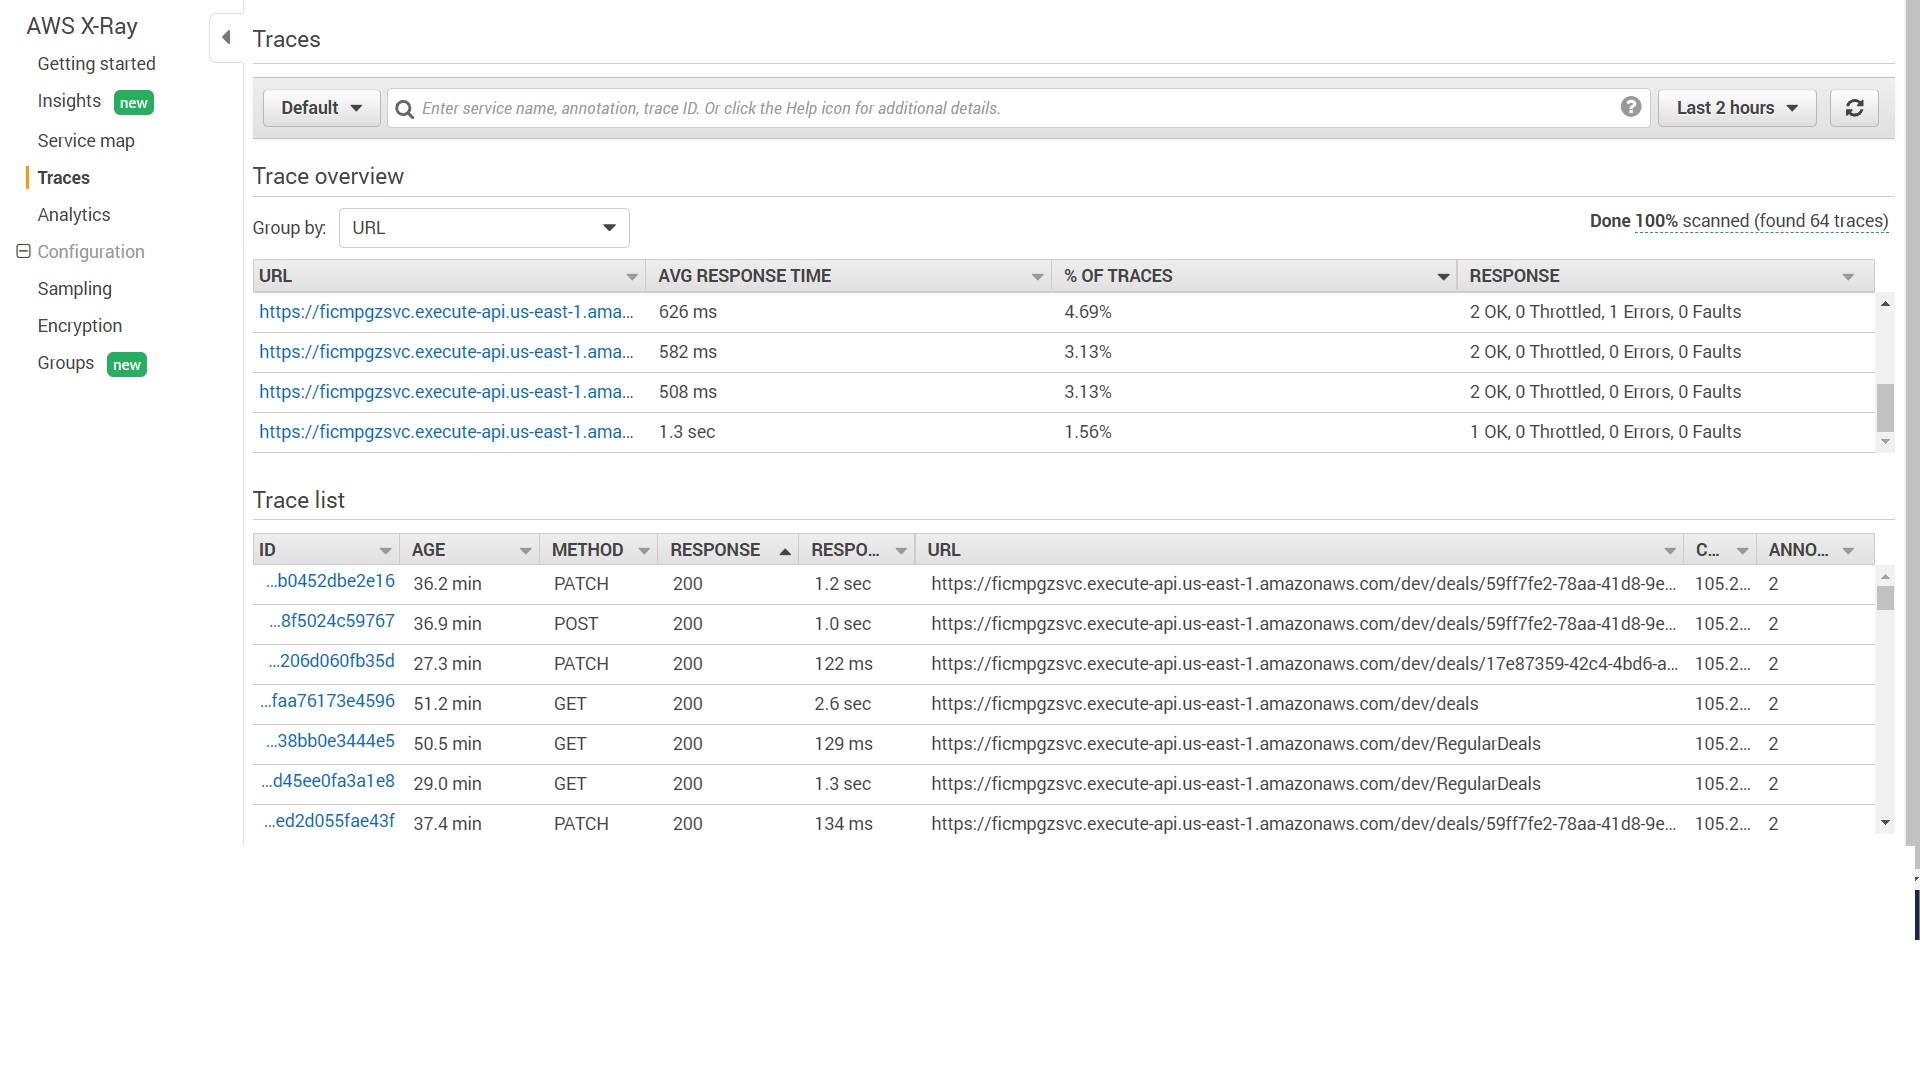 AWS X-Ray
Getting started
Insights new
Service map
Traces
Analytics
Configuration
Sampling
Encryption
Groups new
Traces
Default
Enter service name, annotation, trace ID. Or click the Help icon for additional details.
?
Last 2 hours
Trace overview
Group by: URL
Done 100% scanned (found 64 traces)
URL AVG RESPONSE TIME % OF TRACES RESPONSE
https://ficmpgzsvc.execute-api.us-east-1.ama... 626 ms 4.69% 2 OK, 0 Throttled, 1 Errors, 0 Faults
https://ficmpgzsvc.execute-api.us-east-1.ama... 582 ms 3.13% 2 OK, 0 Throttled, 0 Errors, 0 Faults
https://ficmpgzsvc.execute-api.us-east-1.ama... 508 ms 3.13% 2 OK, 0 Throttled, 0 Errors, 0 Faults
https://ficmpgzsvc.execute-api.us-east-1.ama... 1.3 sec 1.56% 1 OK, 0 Throttled, 0 Errors, 0 Faults
Trace list
ID AGE METHOD RESPONSE RESPO... URL C... ANNO...
...b0452dbe2e16 36.2 min PATCH 200 1.2 sec https://ficmpgzsvc.execute-api.us-east-1.amazonaws.com/dev/deals/59ff7fe2-78aa-41d8-9e... 105.2... 2
...8f5024c59767 36.9 min POST 200 1.0 sec https://ficmpgzsvc.execute-api.us-east-1.amazonaws.com/dev/deals/59ff7fe2-78aa-41d8-9e... 105.2... 2
...206d060fb35d 27.3 min PATCH 200 122 ms https://ficmpgzsvc.execute-api.us-east-1.amazonaws.com/dev/deals/17e87359-42c4-4bd6-a... 105.2... 2
...faa76173e4596 51.2 min GET 200 2.6 sec https://ficmpgzsvc.execute-api.us-east-1.amazonaws.com/dev/deals 105.2... 2
...38bb0e3444e5 50.5 min GET 200 129 ms https://ficmpgzsvc.execute-api.us-east-1.amazonaws.com/dev/RegularDeals 105.2... 2
...d45ee0fa3a1e8 29.0 min GET 200 1.3 sec https://ficmpgzsvc.execute-api.us-east-1.amazonaws.com/dev/RegularDeals 105.2... 2
...ed2d055fae43f 37.4 min PATCH 200 134 ms https://ficmpgzsvc.execute-api.us-east-1.amazonaws.com/dev/deals/59ff7fe2-78aa-41d8-9e... 105.2... 2